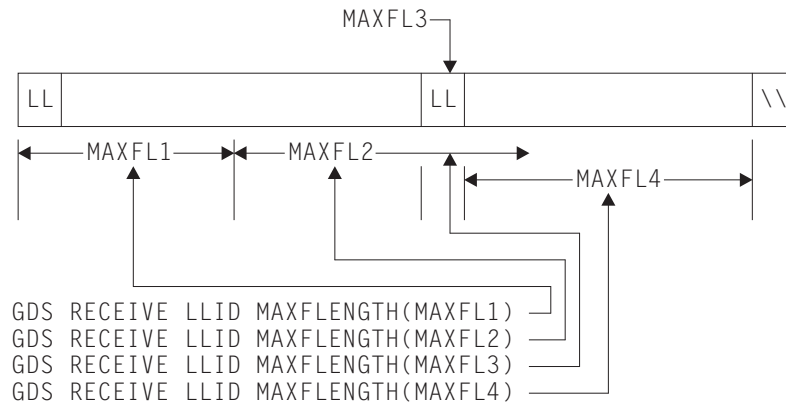 MAXFL3
LL LL \\
MAXFL1 MAXFL2
MAXFL4
GDS RECEIVE LLID MAXFLENGTH(MAXFL1)
GDS RECEIVE LLID MAXFLENGTH(MAXFL2)
GDS RECEIVE LLID MAXFLENGTH(MAXFL3)
GDS RECEIVE LLID MAXFLENGTH(MAXFL4)